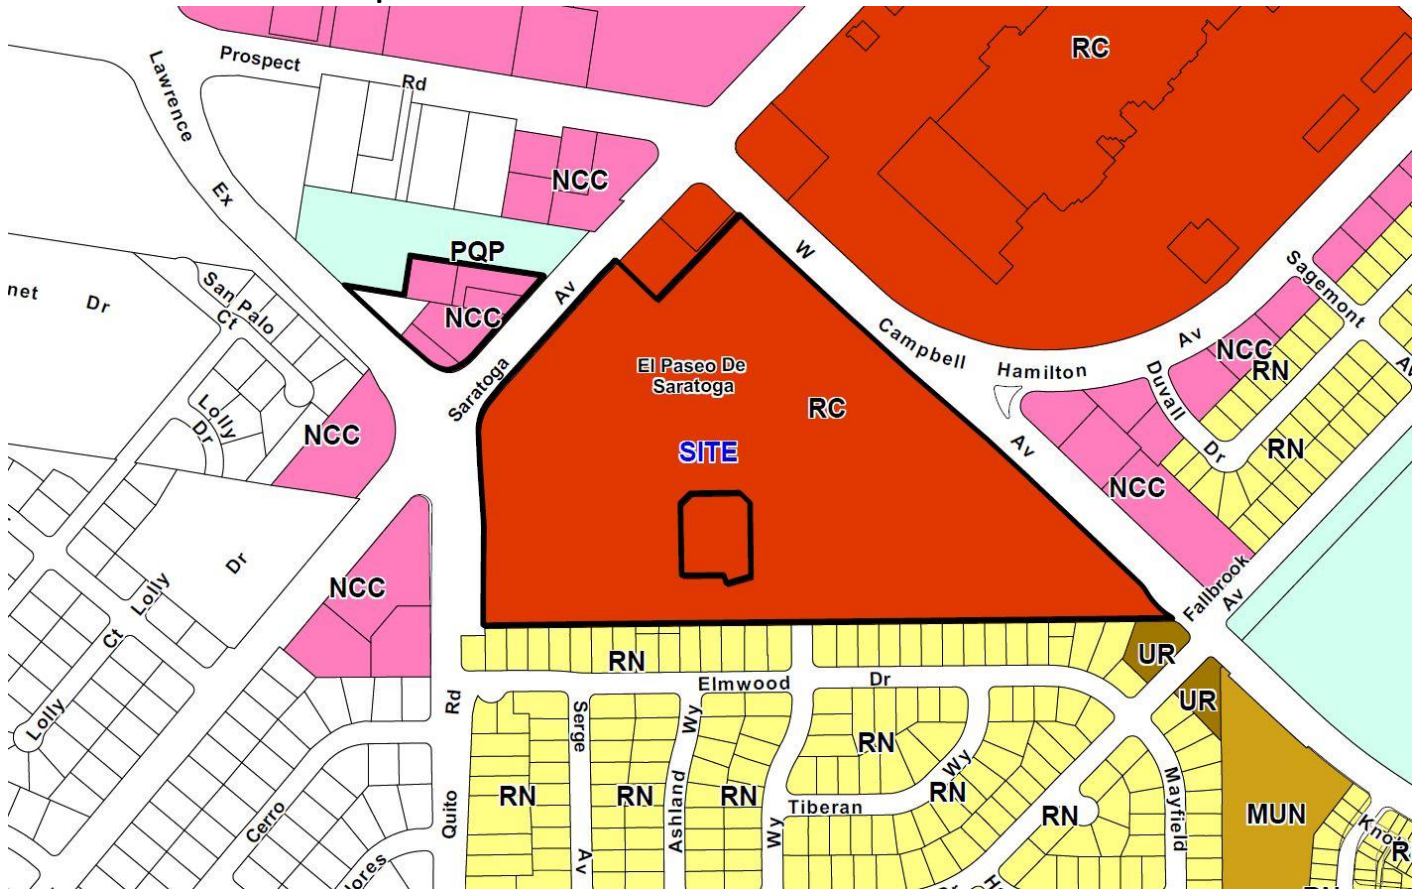 RC
Prospect
Rd
Lawrence
Ex
NCC
PQP
W
Sagemont
Av
San Palo
Ct
Dr
NCC
Av
Campbell
Hamilton
Av
NCC
RN
El Paseo De
Saratoga
Saratoga
RC
Duvall
Dr
Lolly
Dr
NCC
SITE
Av
RN
NCC
NCC
Dr
Lolly
Ct
Fallbrook
Av
RN
UR
Elmwood
Dr
UR
Rd
Lolly
Serge
Wy
RN
Wy
RN
RN
RN
RN
Ashland
Tiberan
RN
Mayfield
MUN
Quito
Cerro
Wy
Av